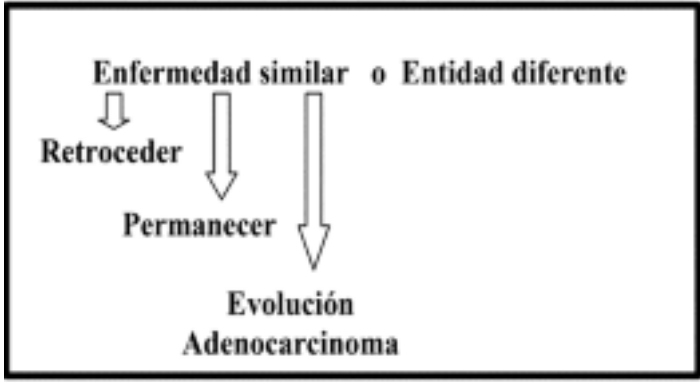 Enfermedad similar o Entidad diferente
Retroceder
Permanecer
Evolución
Adenocarcinoma